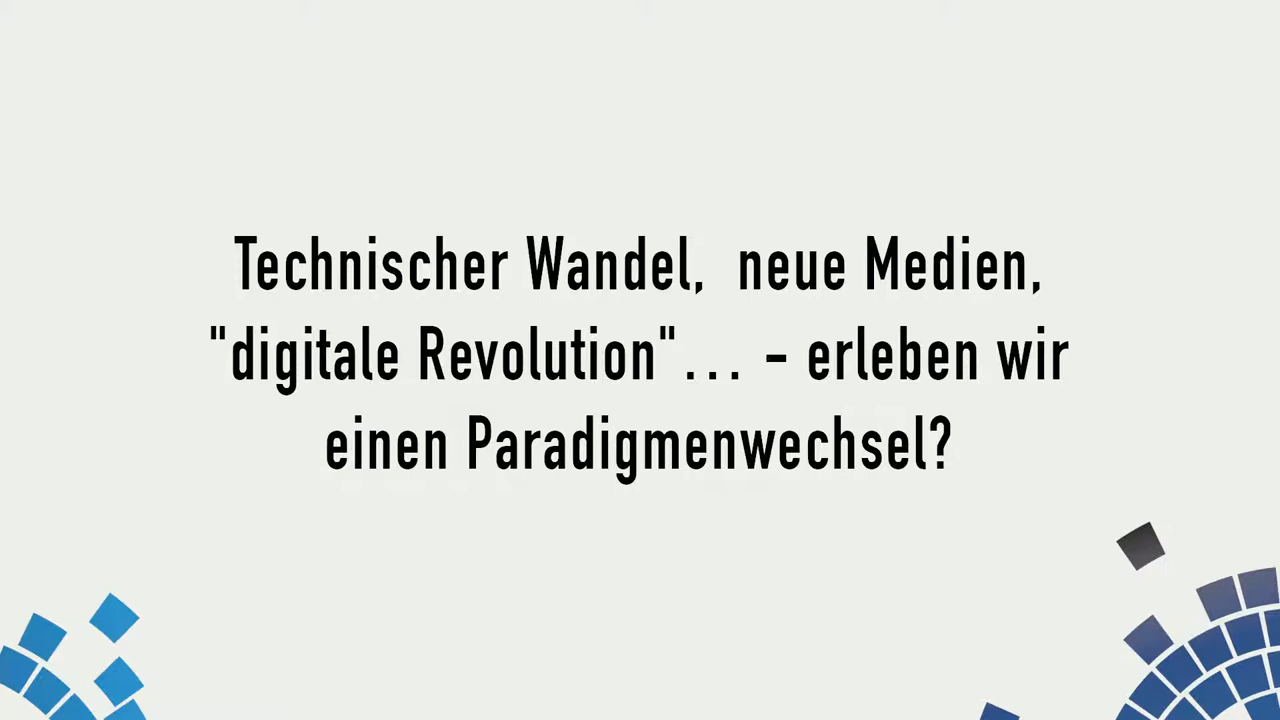 Technischer Wandel,  neue Medien,
"digitale Revolution"... - erleben wir
einen Paradigmenwechsel?